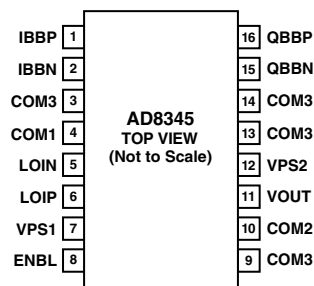 IBBP 1
IBBN 2
COM3 3
COM1 4
LOIN 5
LOIP 6
VPS1 7
ENBL 8
AD8345
TOP VIEW
(Not to Scale)
16 QBBP
15 QBBN
14 COM3
13 COM3
12 VPS2
11 VOUT
10 COM2
9 COM3